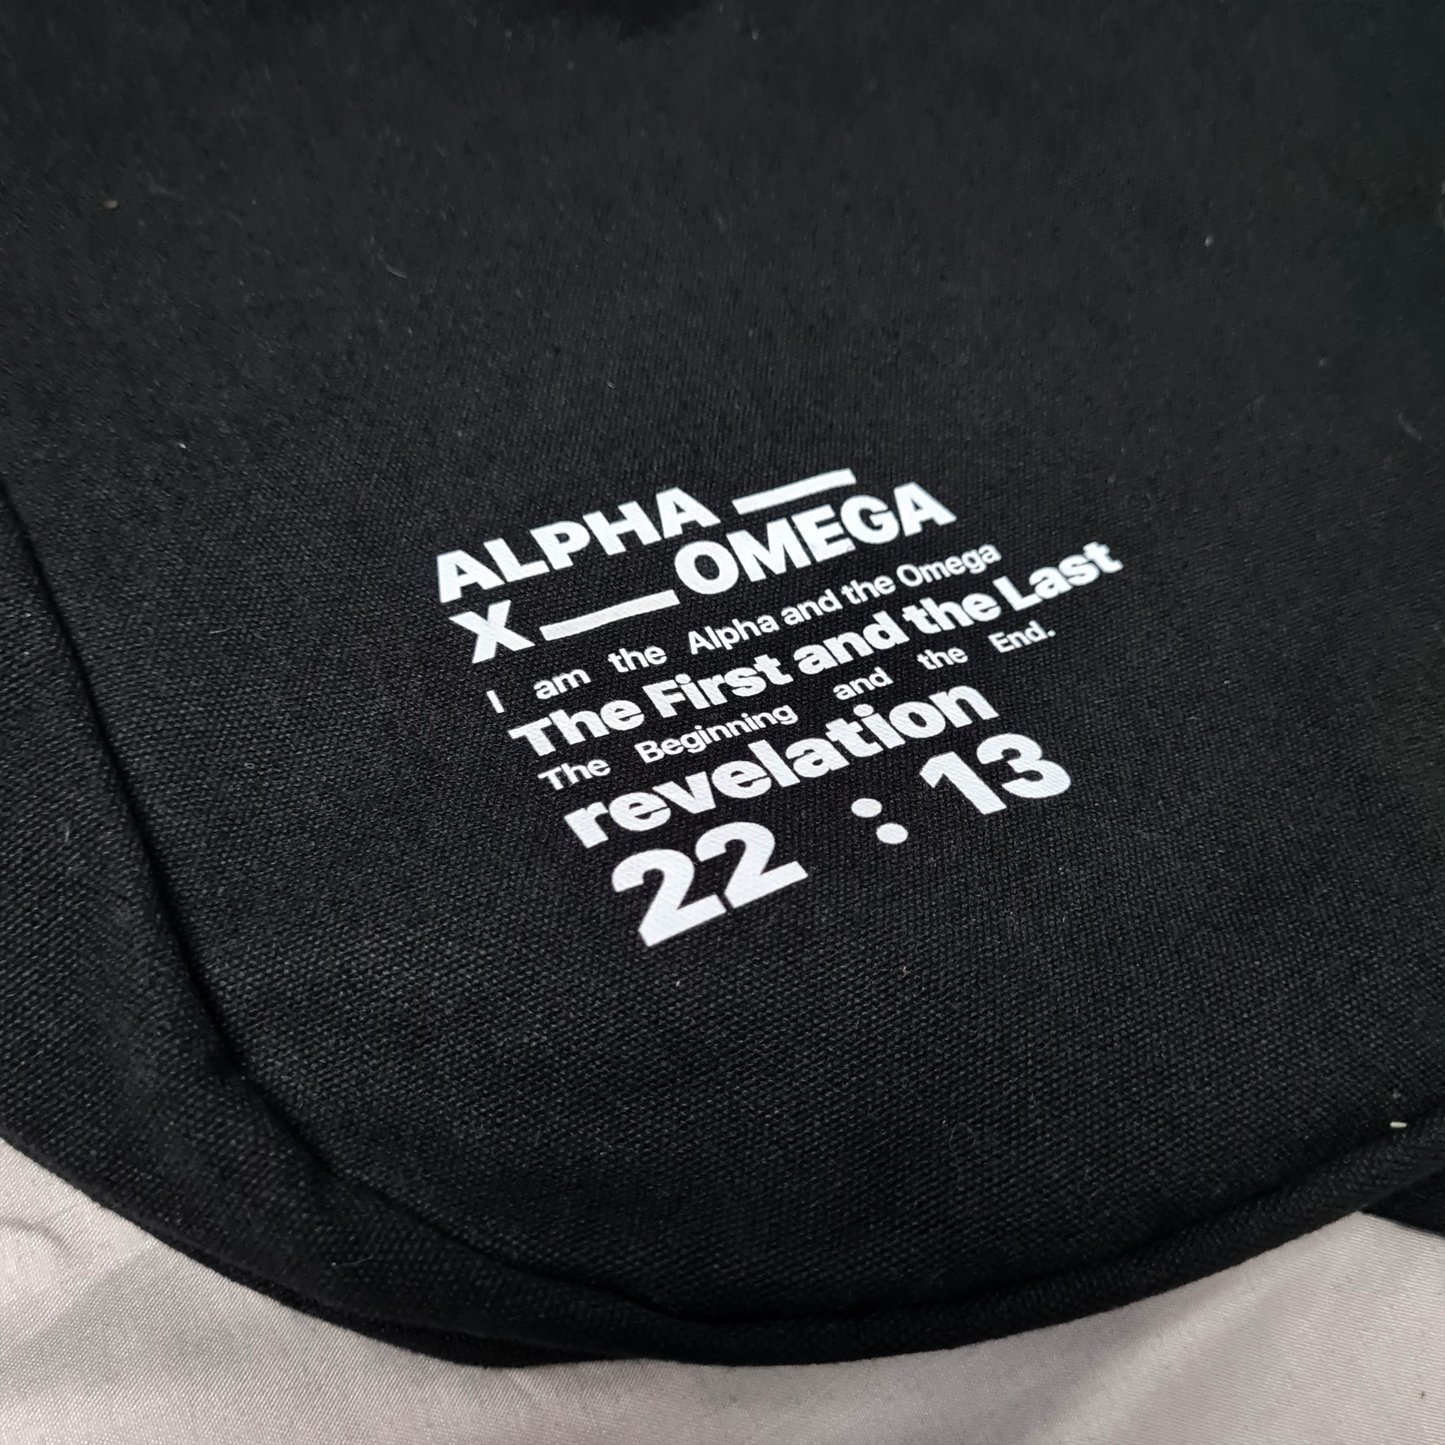 ALPHA —
X — OMEGA
I am the Alpha and the Omega
The First and the Last
The Beginning and the End.
revelation
22 : 13